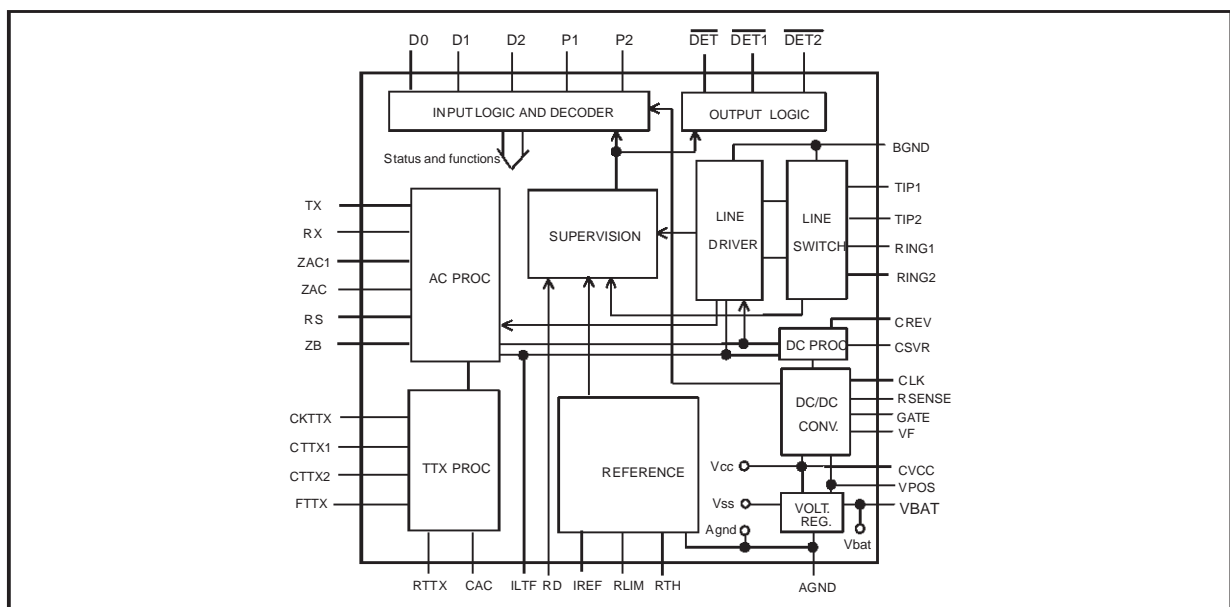 D0 D1 D2 P1 P2 DET DET1 DET2
INPUT LOGIC AND DECODER
OUTPUT LOGIC
Status and functions
BGND
TIP1
TIP2
RING1
RING2
CREV
CSVR
CLK
RSENSE
GATE
VF
CVCC
VPOS
VBAT
TX
RX
ZAC1
ZAC
RS
ZB
CKTTX
CTTX1
CTTX2
FTTX
AC PROC
SUPERVISION
LINE
DRIVER
LINE
SWITCH
DC PROC
DC/DC
CONV.
TTX PROC
REFERENCE
Vcc
Vss
Agnd
VOLT.
REG.
Vbat
RTTX CAC ILTF RD IREF RLIM RTH AGND